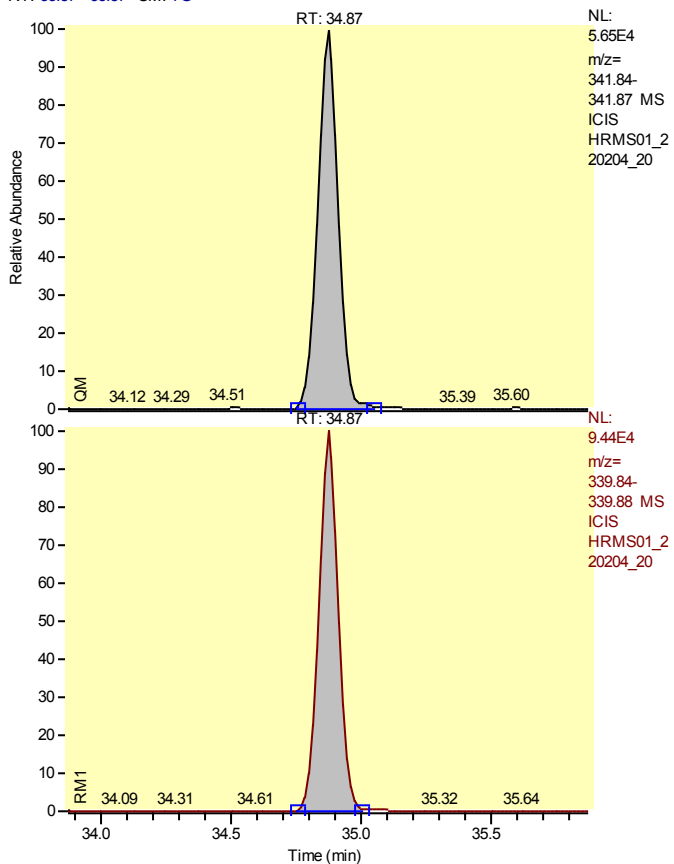 RT: 34.87
NL:
5.65E4
m/z=
341.84-
341.87 MS
ICIS
HRMS01_2
20204_20
100
90
80
70
60
50
40
30
20
10
0
Relative Abundance
QM
34.12 34.29 34.51 35.39 35.60
RT: 34.87
NL:
9.44E4
m/z=
339.84-
339.88 MS
ICIS
HRMS01_2
20204_20
100
90
80
70
60
50
40
30
20
10
0
RM1
34.09 34.31 34.61 35.32 35.64
34.0 34.5 35.0 35.5
Time (min)